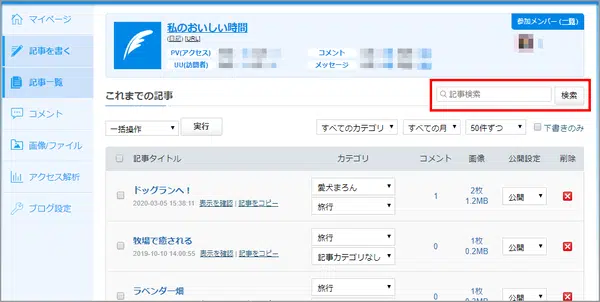 マイページ
記事を書く
記事一覧
コメント
画像/ファイル
アクセス解析
ブログ設定
私のおいしい時間
(日記) (URL)
PV(アクセス)
UU(訪問者)
コメント
メッセージ
参加メンバー (一覧)
これまでの記事
記事検索 検索
一括操作 実行 すべてのカテゴリ すべての月 50件ずつ 下書きのみ
記事タイトル カテゴリ コメント 画像 公開設定 削除
ドッグランへ！
2020-03-05 15:38:11 表示を確認 | 記事をコピー
愛犬まろん
旅行
1
2枚
1.2MB
公開
牧場で癒される
2019-10-10 14:00:55 表示を確認 | 記事をコピー
旅行
記事カテゴリなし
0
1枚
0.2MB
公開
ラベンダー畑
旅行
0
1枚
公開